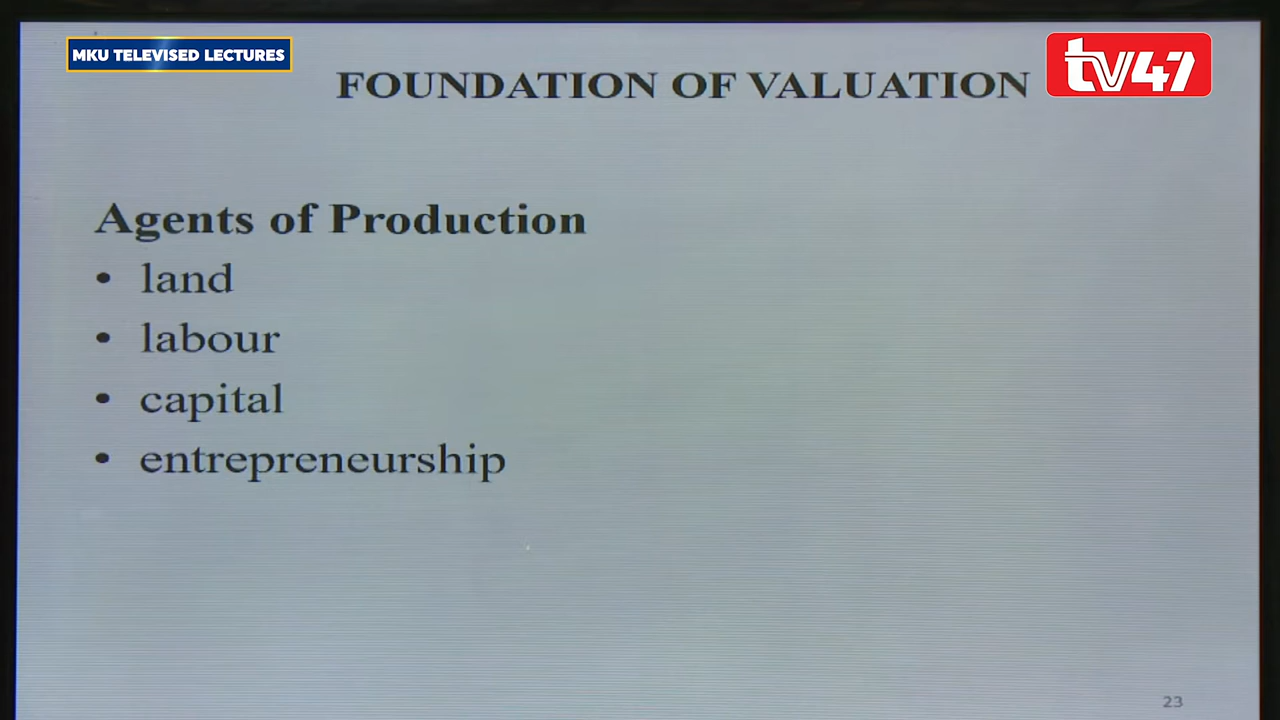 MKU TELEVISED LECTURES
tv47
FOUNDATION OF VALUATION
Agents of Production
• land
• labour
• capital
• entrepreneurship
23